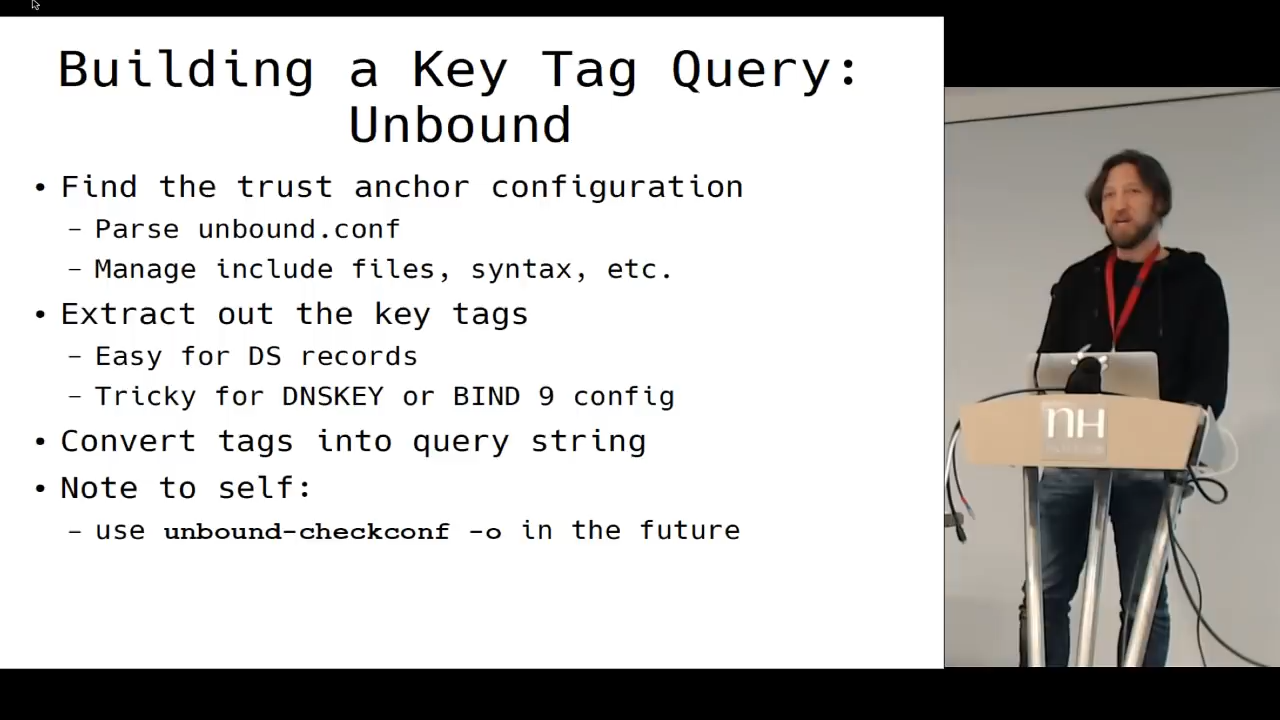 Building a Key Tag Query:
Unbound
• Find the trust anchor configuration
– Parse unbound.conf
– Manage include files, syntax, etc.
• Extract out the key tags
– Easy for DS records
– Tricky for DNSKEY or BIND 9 config
• Convert tags into query string
• Note to self:
– use unbound-checkconf -o in the future
nH